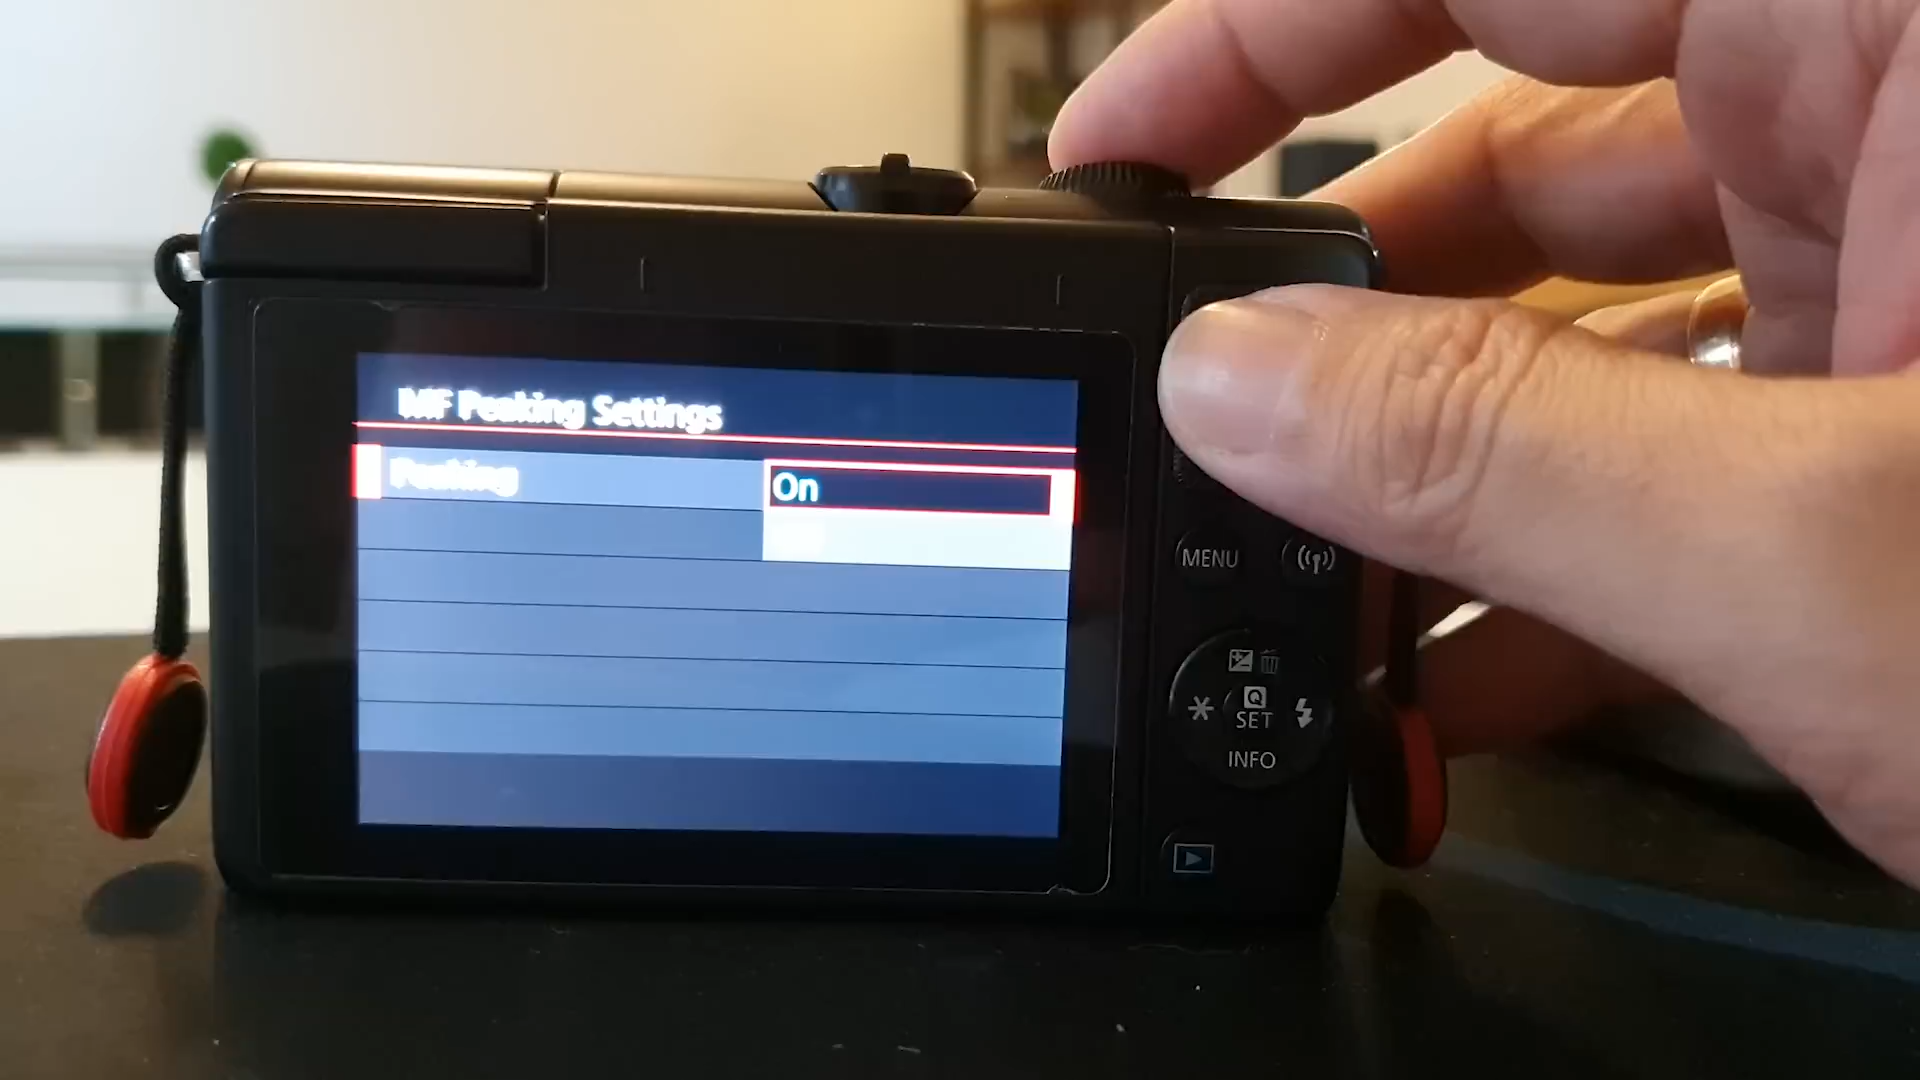 MF Peaking Settings
Peaking On
MENU
Q
SET
INFO